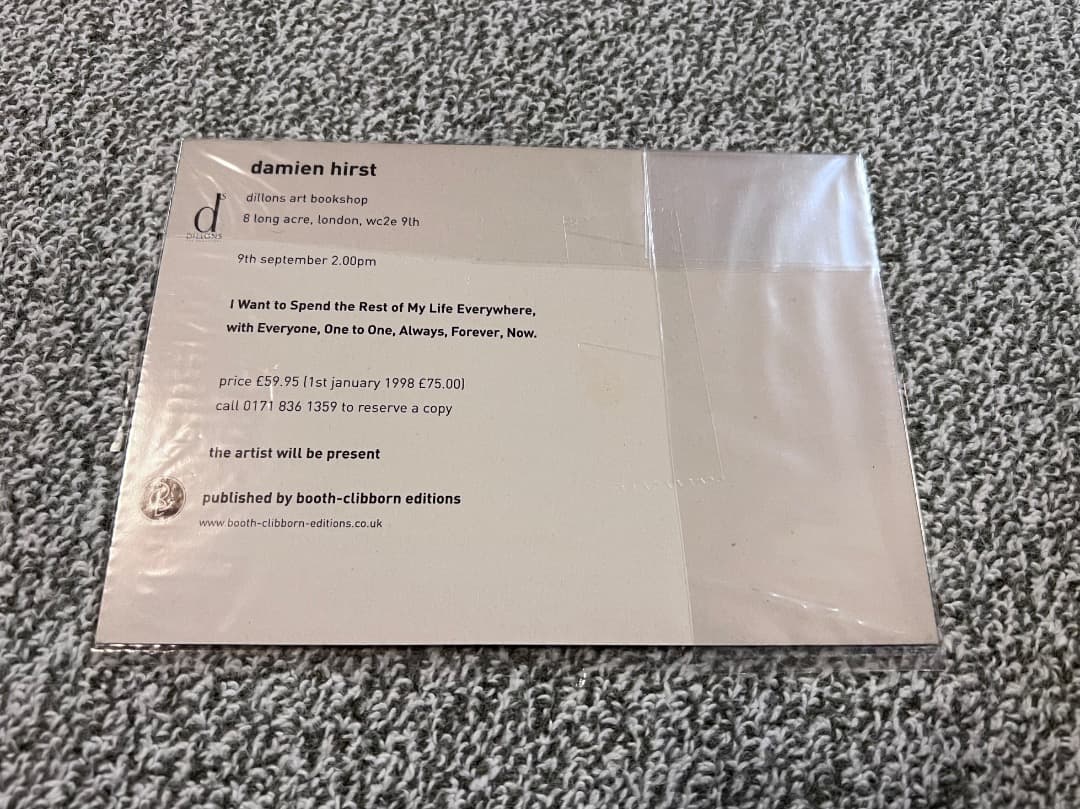 damien hirst
dillons art bookshop
8 long acre, london, wc2e 9lh
ds
DILLONS
9th september 2.00pm
I Want to Spend the Rest of My Life Everywhere,
with Everyone, One to One, Always, Forever, Now.
price £59.95 (1st january 1998 £75.00)
call 0171 836 1359 to reserve a copy
the artist will be present
published by booth-clibborn editions
www.booth-clibborn-editions.co.uk